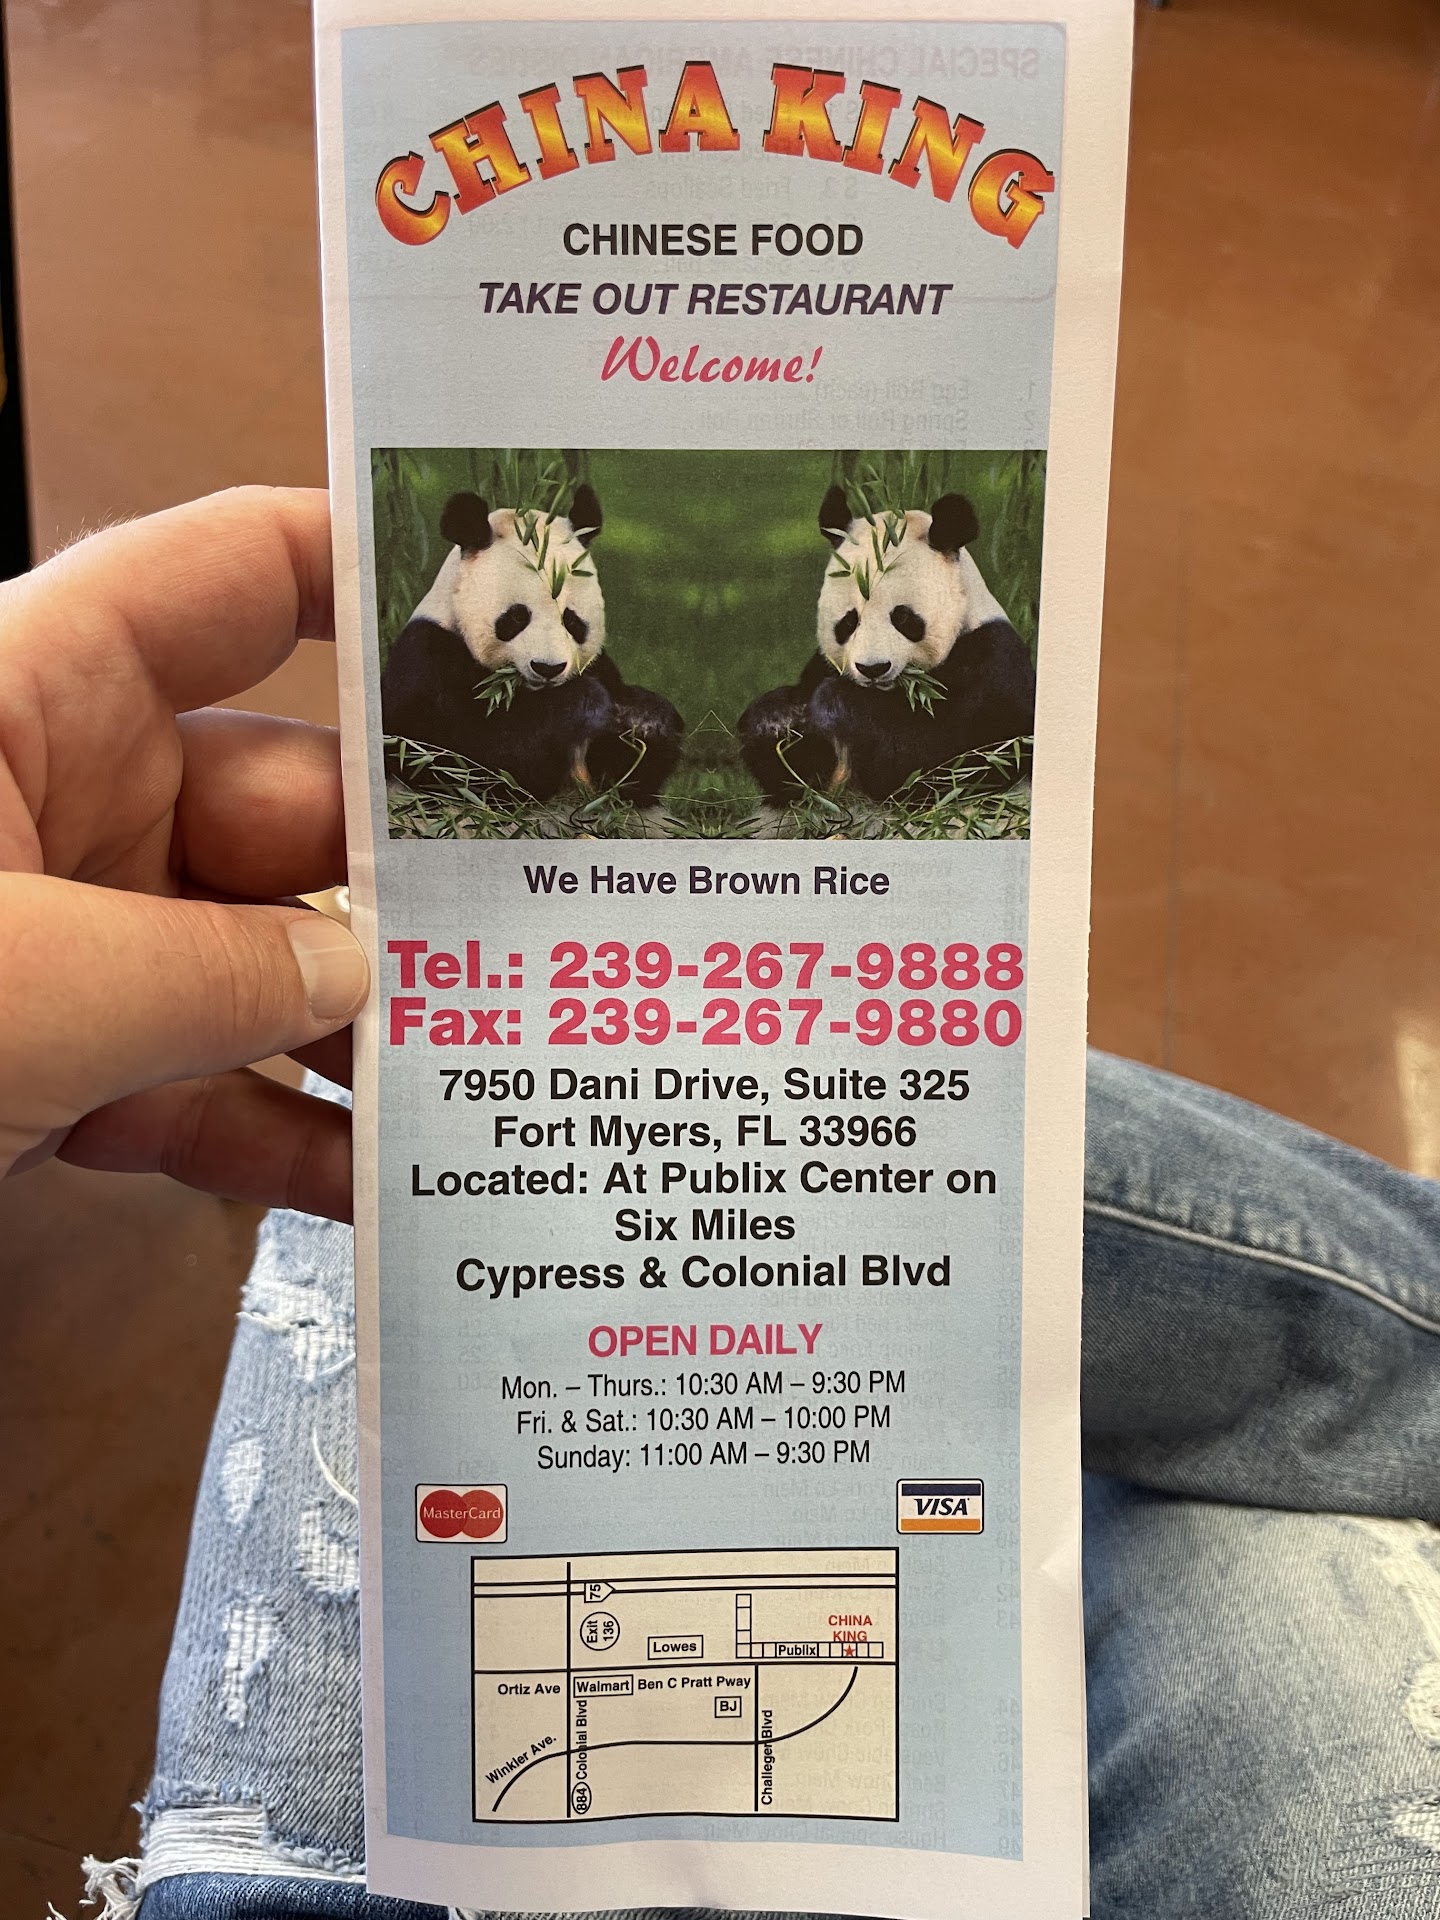 CHINA KING
CHINESE FOOD
TAKE OUT RESTAURANT
Welcome!
We Have Brown Rice
Tel.: 239-267-9888
Fax: 239-267-9880
7950 Dani Drive, Suite 325
Fort Myers, FL 33966
Located: At Publix Center on
Six Miles
Cypress & Colonial Blvd
OPEN DAILY
Mon. – Thurs.: 10:30 AM – 9:30 PM
Fri. & Sat.: 10:30 AM – 10:00 PM
Sunday: 11:00 AM – 9:30 PM
MasterCard
VISA
75
Exit
136
Lowes
CHINA
KING
Publix
Ortiz Ave
Walmart
Ben C Pratt Pway
BJ
Winkler Ave.
884 Colonial Blvd
Challeger Blvd